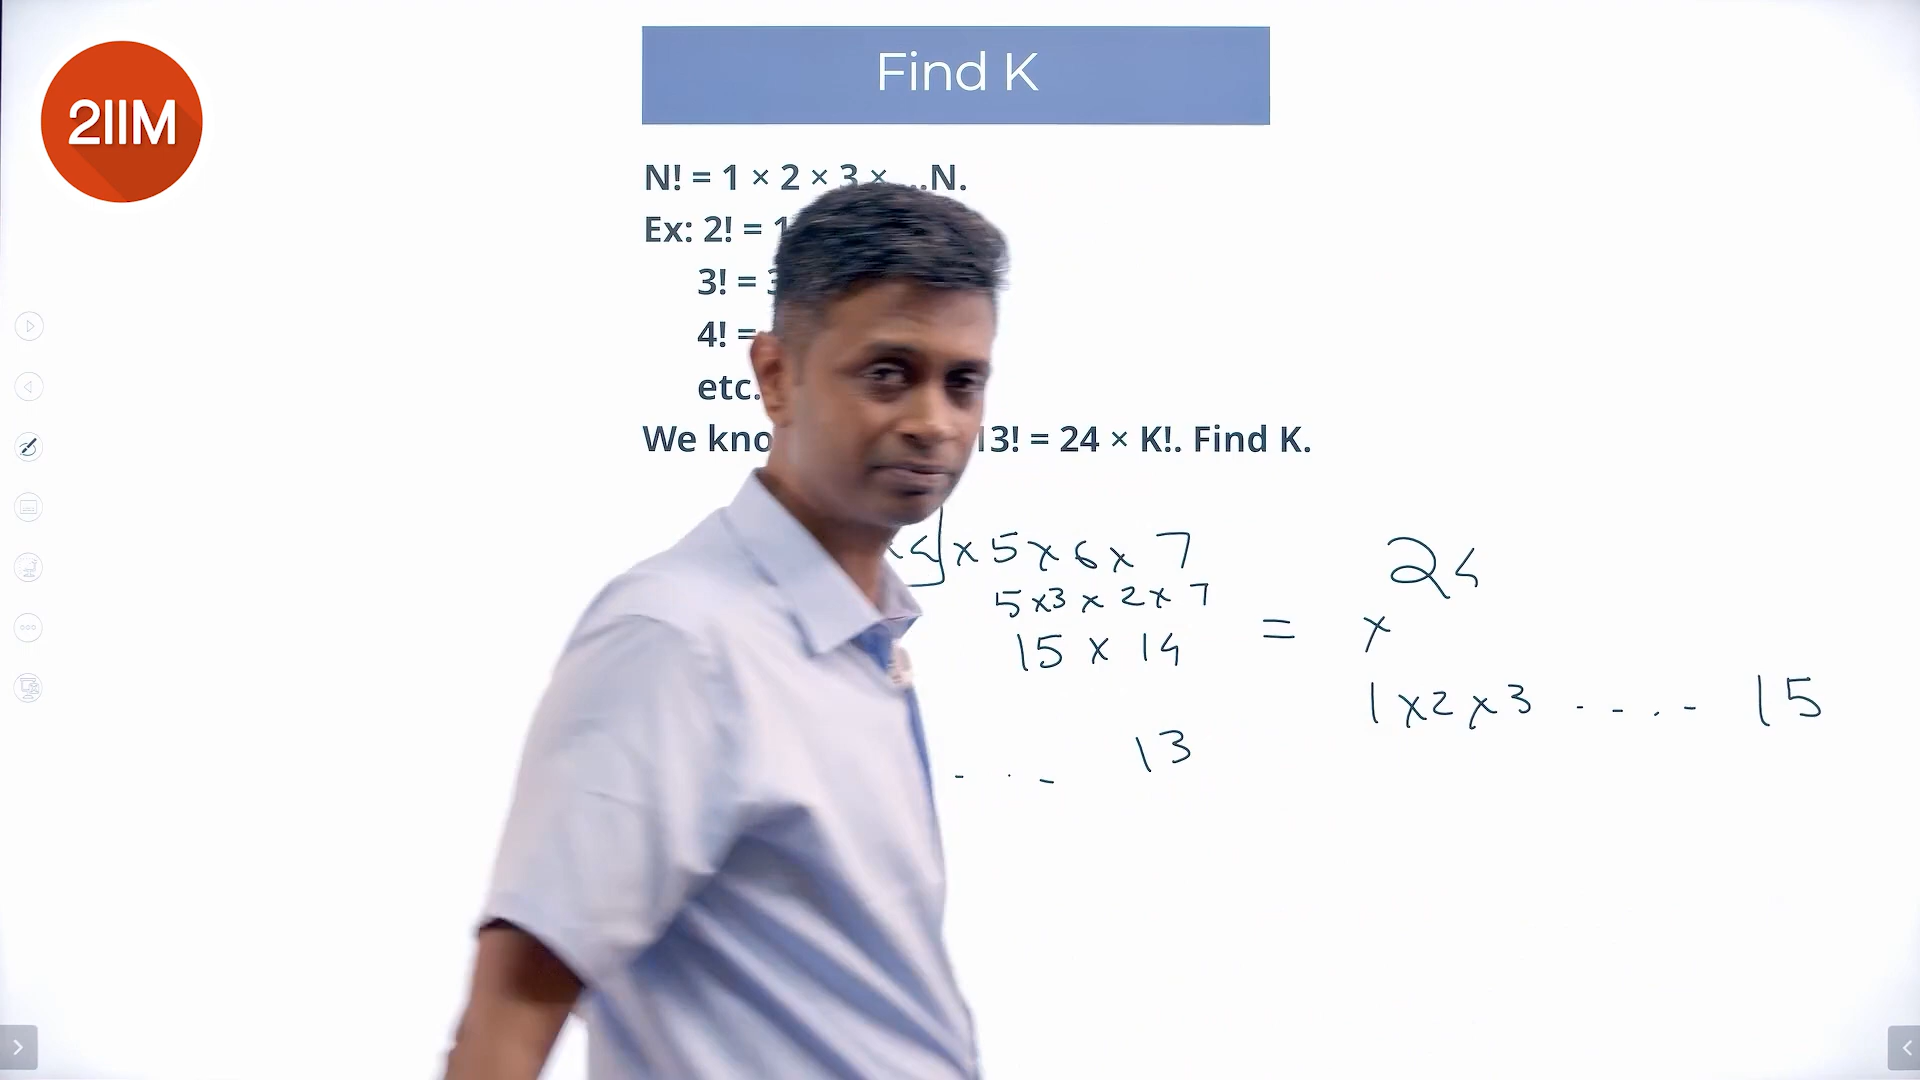 2IIM
Find K
N! = 1 × 2 × 3 × ...N.
Ex: 2! = 1
3! = 3
4! =
etc.
We kno 13! = 24 × K!. Find K.
x 5 x 6 x 7
24
5 x 3 x 2 x 7
15 x 14
= x
1 x 2 x 3 ---- 15
--- 13